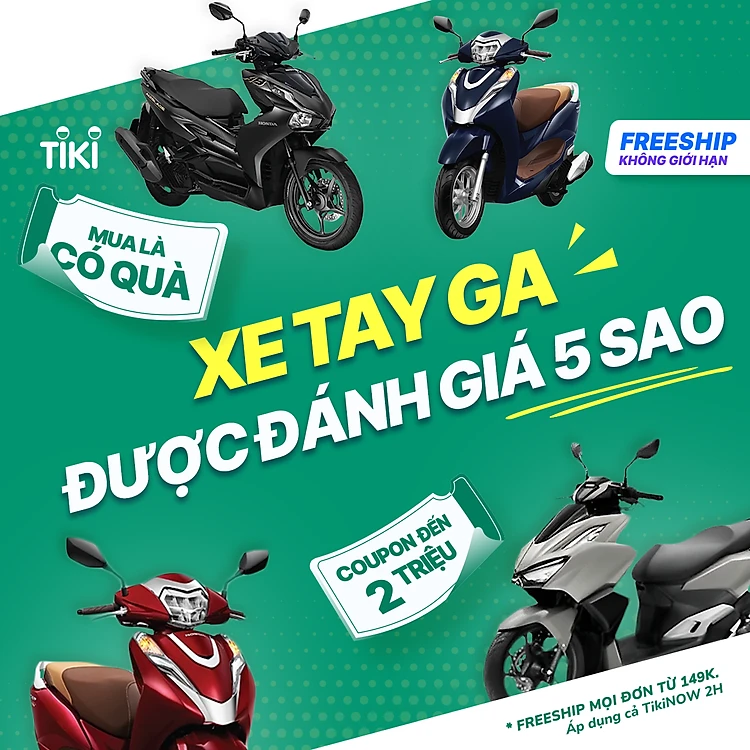 TiKi
FREESHIP
KHÔNG GIỚI HẠN
MUA LÀ
CÓ QUÀ
HONDA
XE TAY GA
ĐƯỢC ĐÁNH GIÁ 5 SAO
COUPON ĐẾN
2 TRIỆU
* FREESHIP MỌI ĐƠN TỪ 149K.
Áp dụng cả TikiNOW 2H